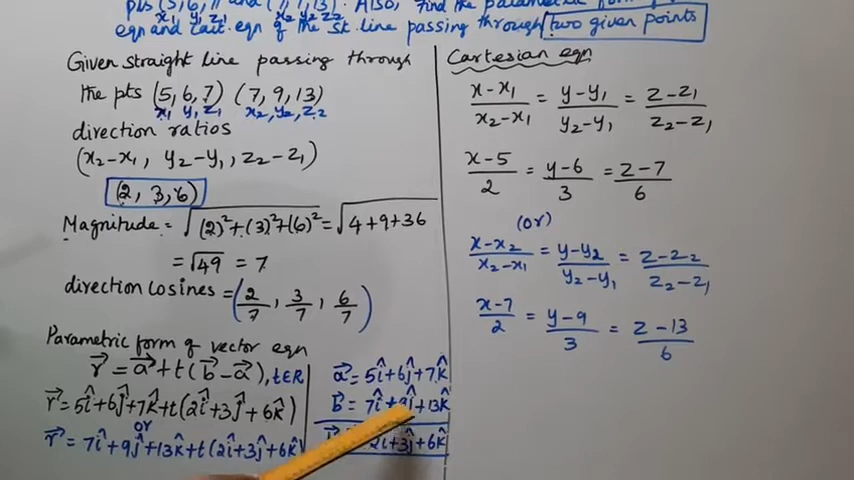 pts (5, 6, 7) and (7, 9, 13). Also, find the parametric form of
x₁ y₁ z₁ x₂ y₂ z₂
eqn and Cart. eqn of the st. line passing through two given points
Given straight line passing through
the pts (5, 6, 7) (7, 9, 13)
x₁ y₁, z₁ x₂, y₂, z₂
direction ratios
(x₂-x₁, y₂-y₁, z₂-z₁)
(2, 3, 6)
Magnitude = √(2)²+(3)²+(6)² = √4+9+36
= √49 = 7
direction Cosines = (2/7, 3/7, 6/7)
Parametric form of vector eqn
r⃗ = a⃗ + t(b⃗ - a⃗), t∈R
r⃗ = 5î+6ĵ+7k̂+t(2î+3ĵ+6k̂)
or
r⃗ = 7î+9ĵ+13k̂+t(2î+3ĵ+6k̂)
a⃗ = 5î+6ĵ+7k̂
b⃗ = 7î+9ĵ+13k̂
2î+3ĵ+6k̂
Cartesian eqn
x-x₁/x₂-x₁ = y-y₁/y₂-y₁ = z-z₁/z₂-z₁
x-5/2 = y-6/3 = z-7/6
(or)
x-x₂/x₂-x₁ = y-y₂/y₂-y₁ = z-z₂/z₂-z₁
x-7/2 = y-9/3 = z-13/6